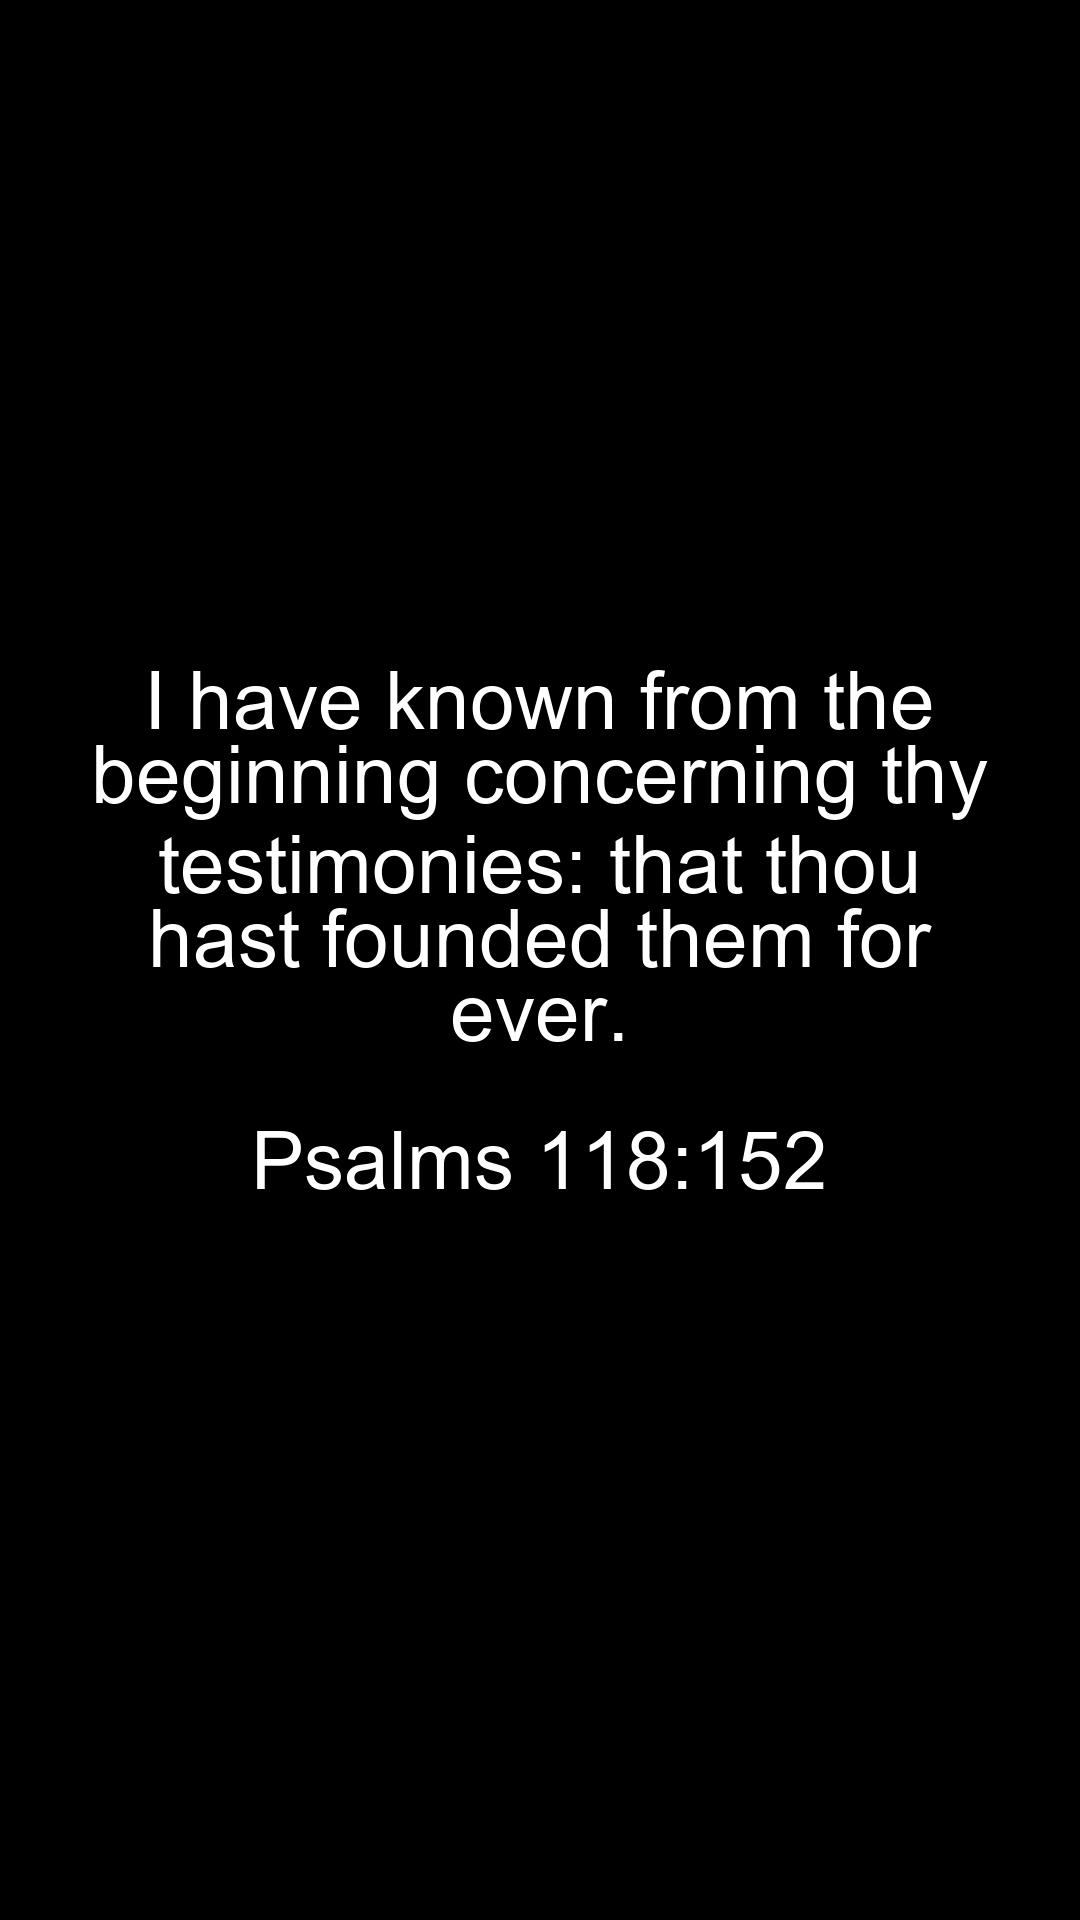 I have known from the
beginning concerning thy
testimonies: that thou
hast founded them for
ever.
Psalms 118:152